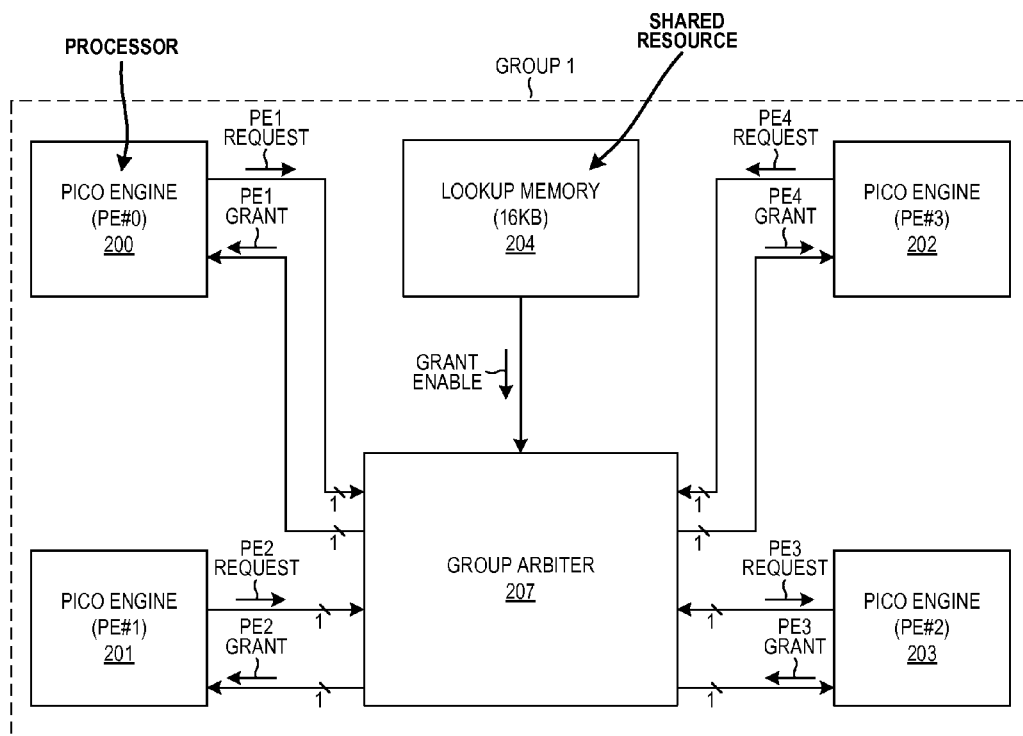 PROCESSOR
SHARED
RESOURCE
GROUP 1
PICO ENGINE
(PE#0)
200
PE1
REQUEST
PE1
GRANT
LOOKUP MEMORY
(16KB)
204
PE4
REQUEST
PE4
GRANT
PICO ENGINE
(PE#3)
202
GRANT
ENABLE
1
1
1
1
GROUP ARBITER
207
PICO ENGINE
(PE#1)
201
PE2
REQUEST
1
PE2
GRANT
1
PE3
REQUEST
1
PE3
GRANT
1
PICO ENGINE
(PE#2)
203